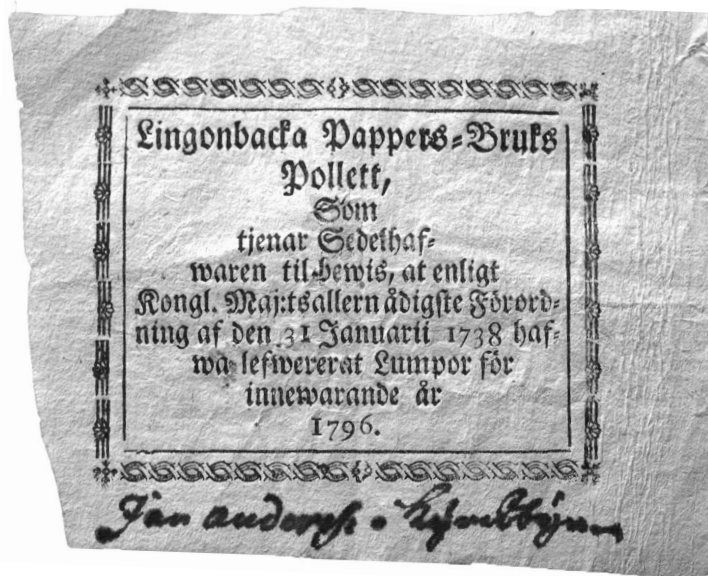 Lingonbacka Pappers-Bruks
Pollett,
Som
tjenar Sedelhaf-
waren til bewis, at enligt
Kongl. Maj:ts allernådigste Förord-
ning af den 31 Januarii 1738 haf-
wa lefwererat Lumpor för
innewarande år
1796.
Jan